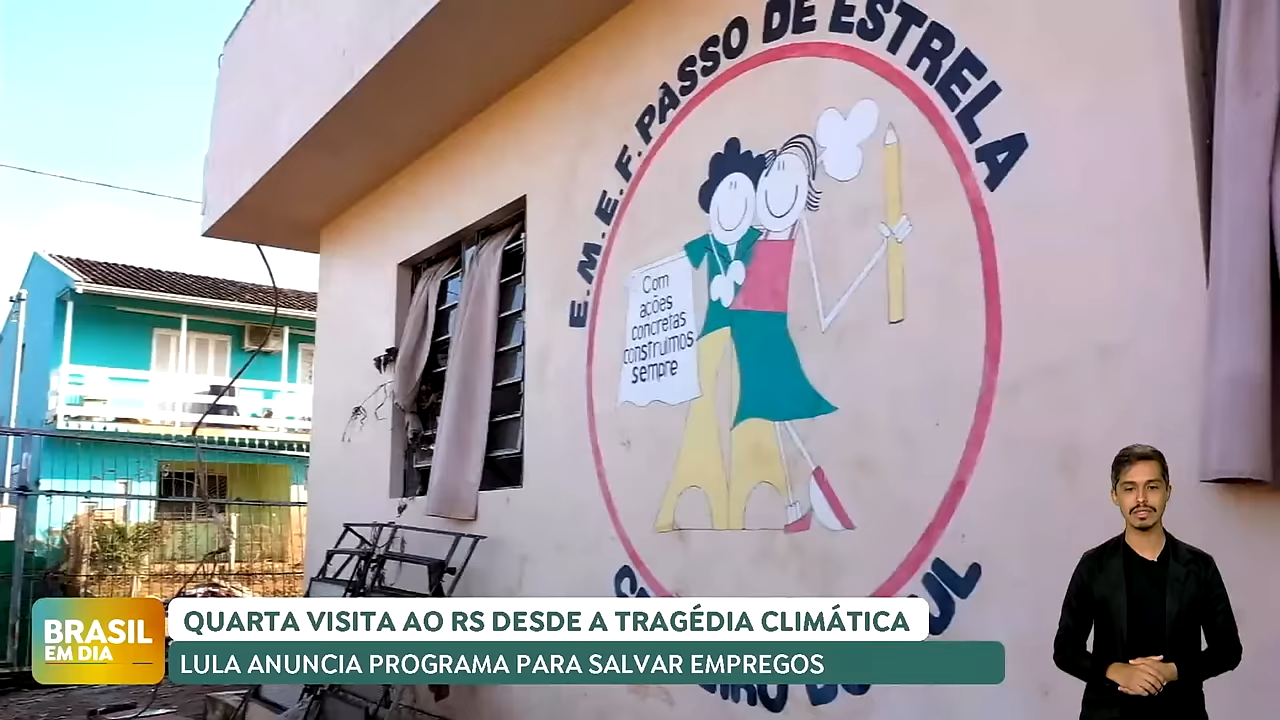 E.M.E.F. PASSO DE ESTRELA
Com
ações
concretas
construimos
sempre
BRASIL
EM DIA
QUARTA VISITA AO RS DESDE A TRAGÉDIA CLIMÁTICA
LULA ANUNCIA PROGRAMA PARA SALVAR EMPREGOS